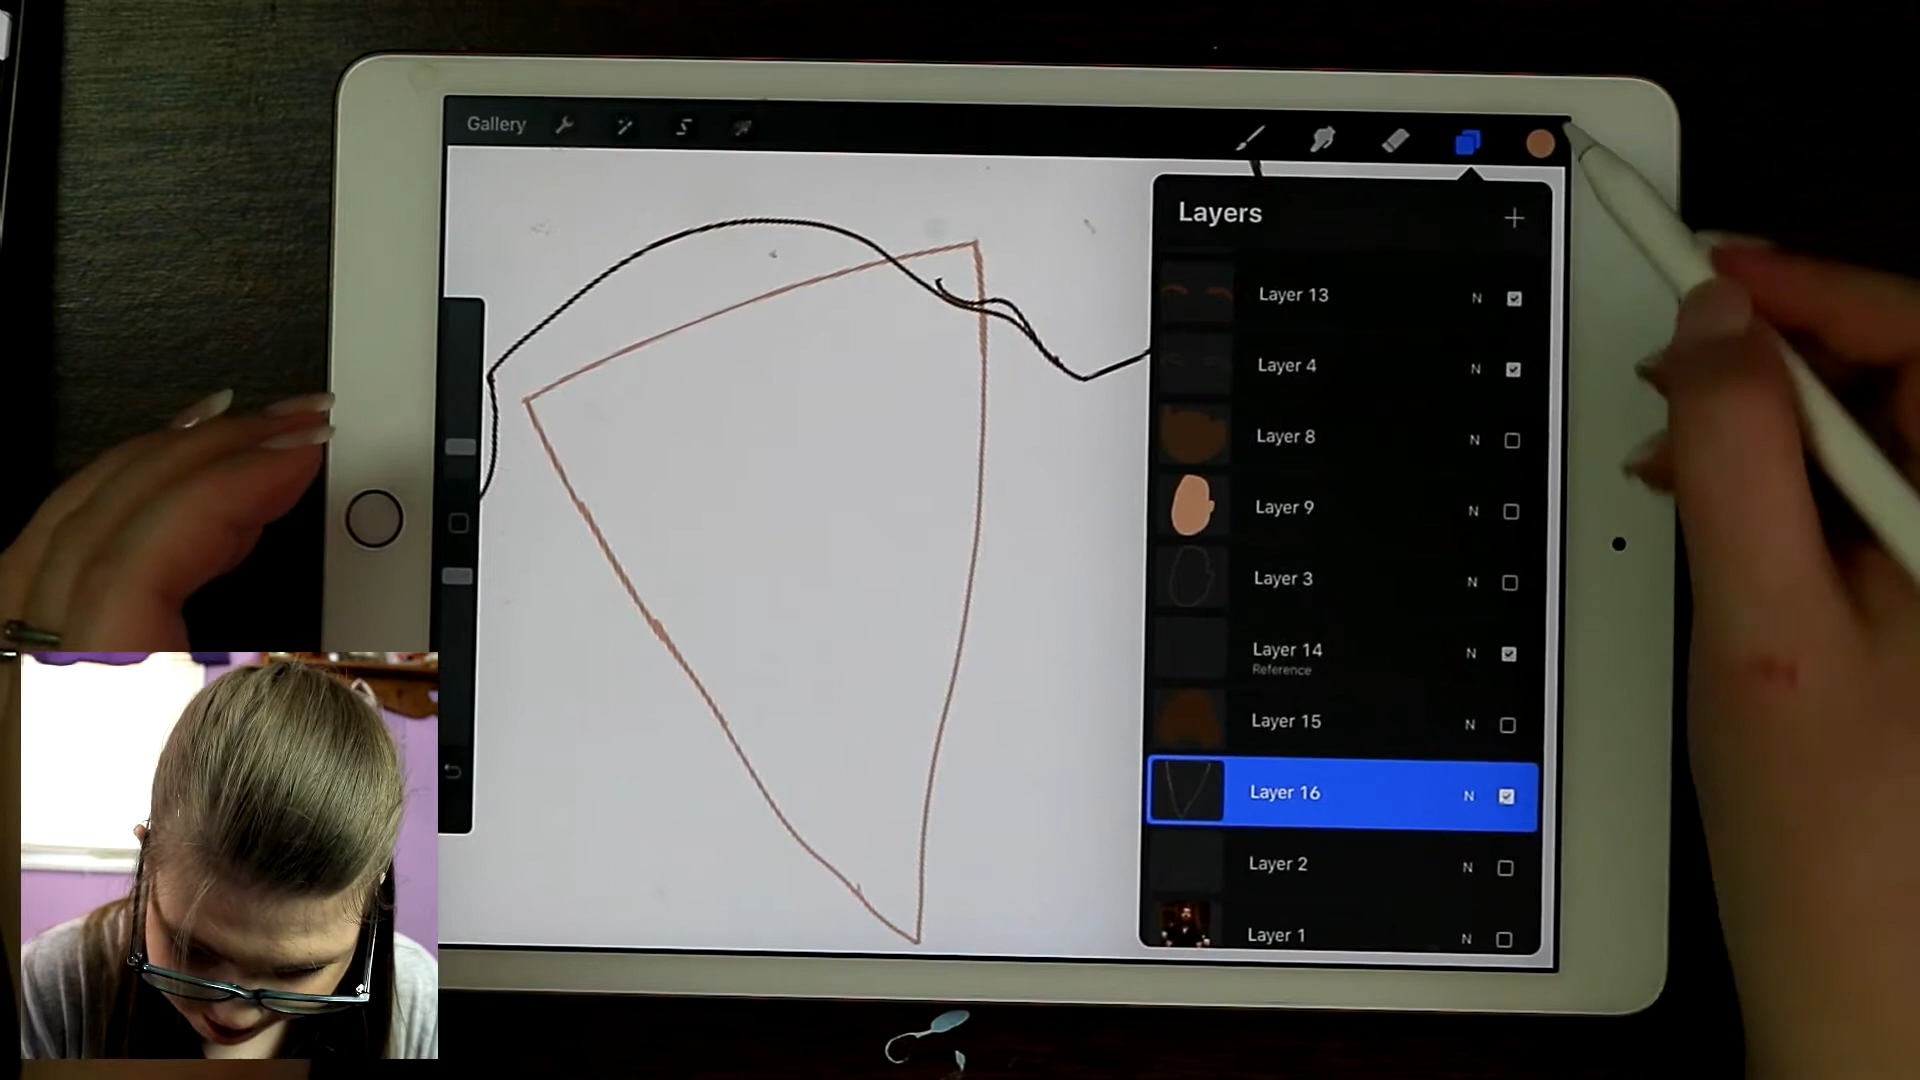 Gallery
Layers
Layer 13 N
Layer 4 N
Layer 8 N
Layer 9 N
Layer 3 N
Layer 14 N
Reference
Layer 15 N
Layer 16 N
Layer 2 N
Layer 1 N